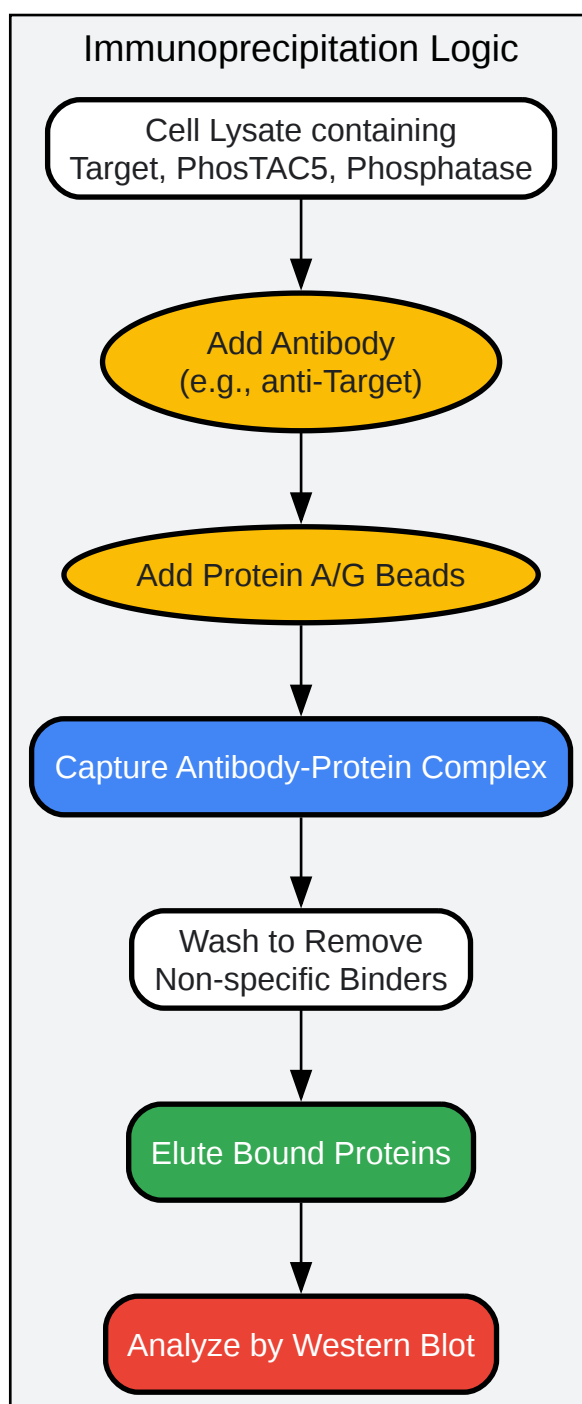 Immunoprecipitation Logic
Cell Lysate containing
Target, PhosTAC5, Phosphatase
Add Antibody
(e.g., anti-Target)
Add Protein A/G Beads
Capture Antibody-Protein Complex
Wash to Remove
Non-specific Binders
Elute Bound Proteins
Analyze by Western Blot